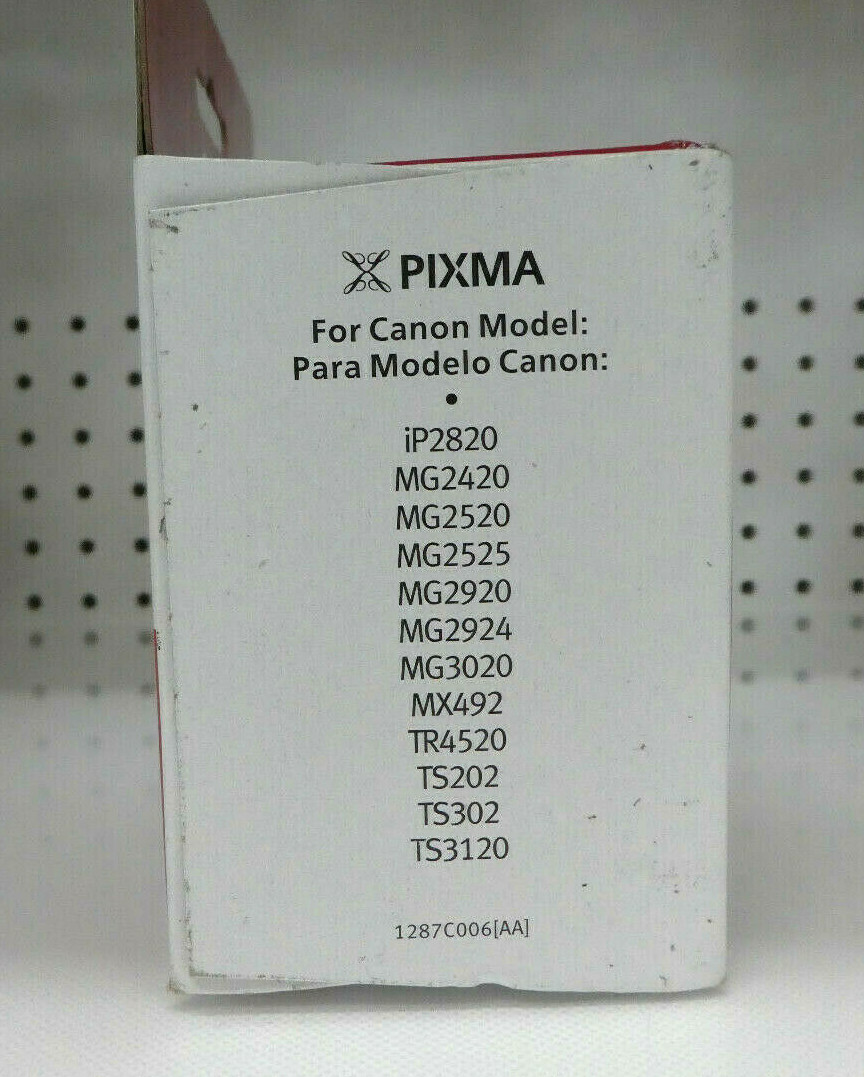 PIXMA
For Canon Model:
Para Modelo Canon:
•
iP2820
MG2420
MG2520
MG2525
MG2920
MG2924
MG3020
MX492
TR4520
TS202
TS302
TS3120
1287C006[AA]